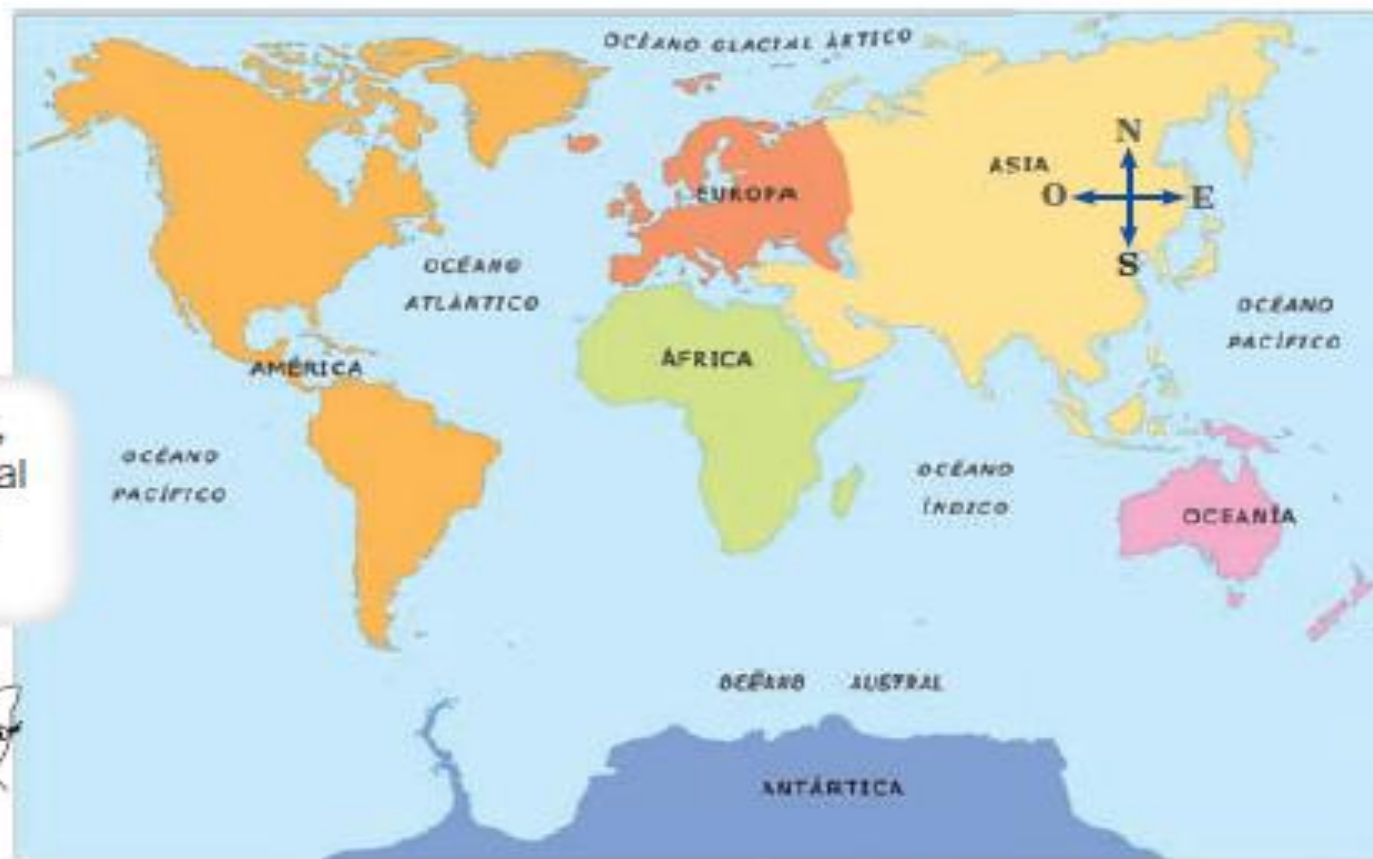 OCÉANO GLACIAL ÁRTICO
N
ASIA
O
E
EUROPA
S
OCÉANO
ATLÁNTICO
OCÉANO
PACÍFICO
ÁFRICA
AMÉRICA
al
OCÉANO
PACÍFICO
OCÉANO
ÍNDICO
OCEANÍA
OCÉANO AUSTRAL
ANTÁRTICA